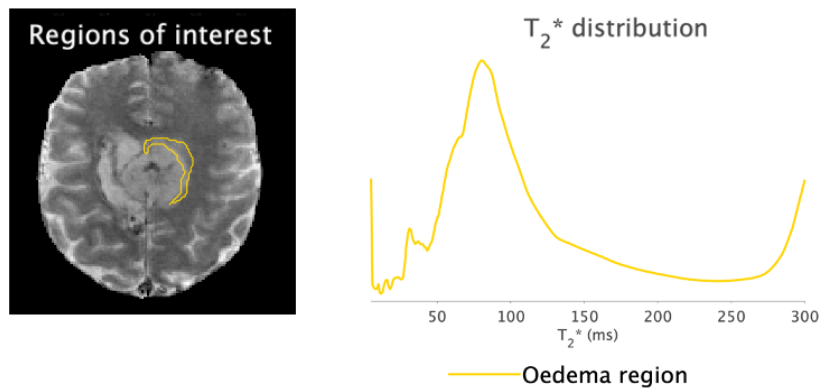 Regions of interest
T₂* distribution
50 100 150 200 250 300
T₂* (ms)
Oedema region